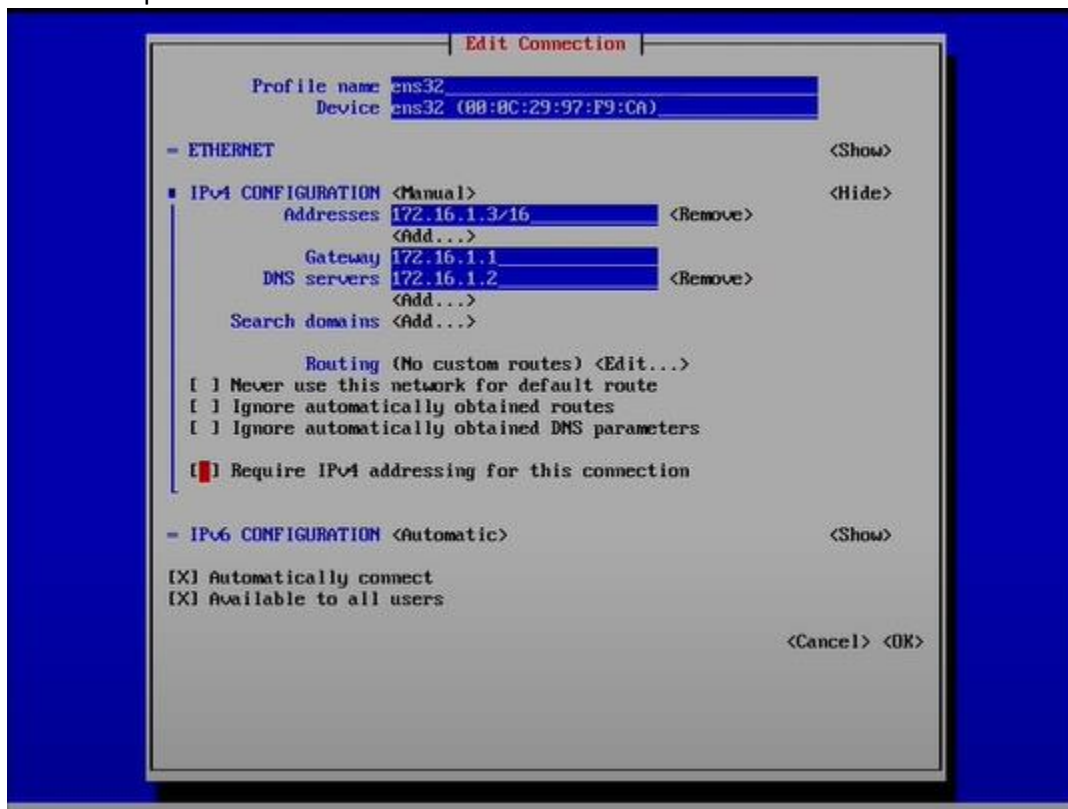 Edit Connection
Profile name ens32
Device ens32 (00:0C:29:97:F9:CA)
= ETHERNET <Show>
IPv4 CONFIGURATION <Manual> <Hide>
Addresses 172.16.1.3/16 <Remove>
<Add...>
Gateway 172.16.1.1
DNS servers 172.16.1.2 <Remove>
<Add...>
Search domains <Add...>
Routing (No custom routes) <Edit...>
[ ] Never use this network for default route
[ ] Ignore automatically obtained routes
[ ] Ignore automatically obtained DNS parameters
[ ] Require IPv4 addressing for this connection
= IPv6 CONFIGURATION <Automatic> <Show>
[X] Automatically connect
[X] Available to all users
<Cancel> <OK>